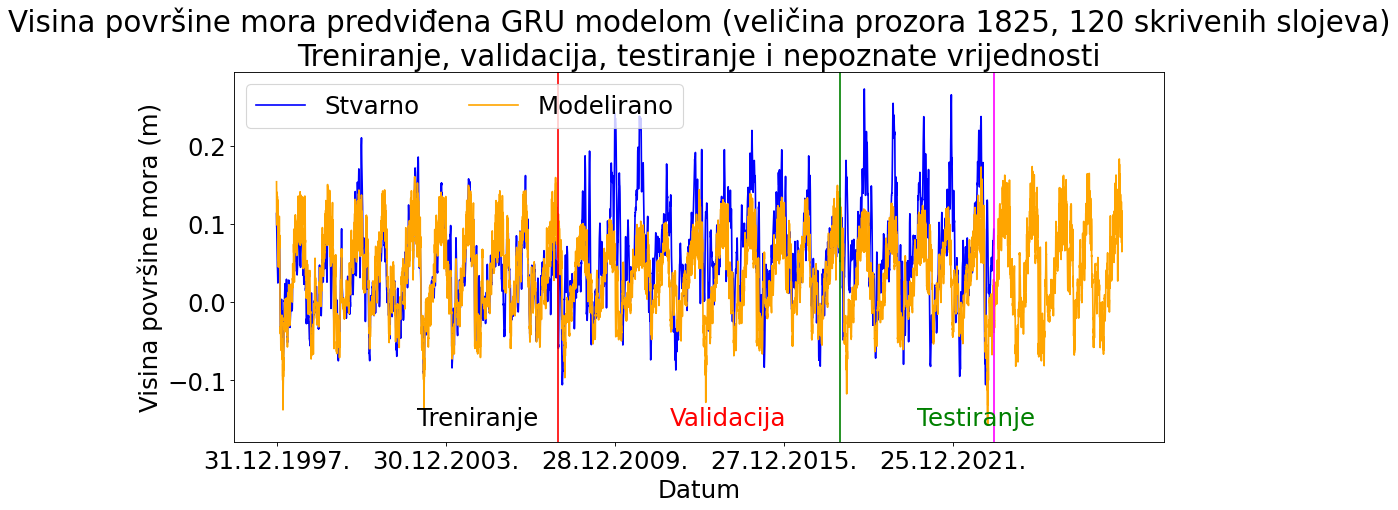 Visina površine mora predviđena GRU modelom (veličina prozora 1825, 120 skrivenih slojeva)
Treniranje, validacija, testiranje i nepoznate vrijednosti
Stvarno Modelirano
Visina površine mora (m)
0.2
0.1
0.0
−0.1
Treniranje Validacija Testiranje
31.12.1997. 30.12.2003. 28.12.2009. 27.12.2015. 25.12.2021.
Datum